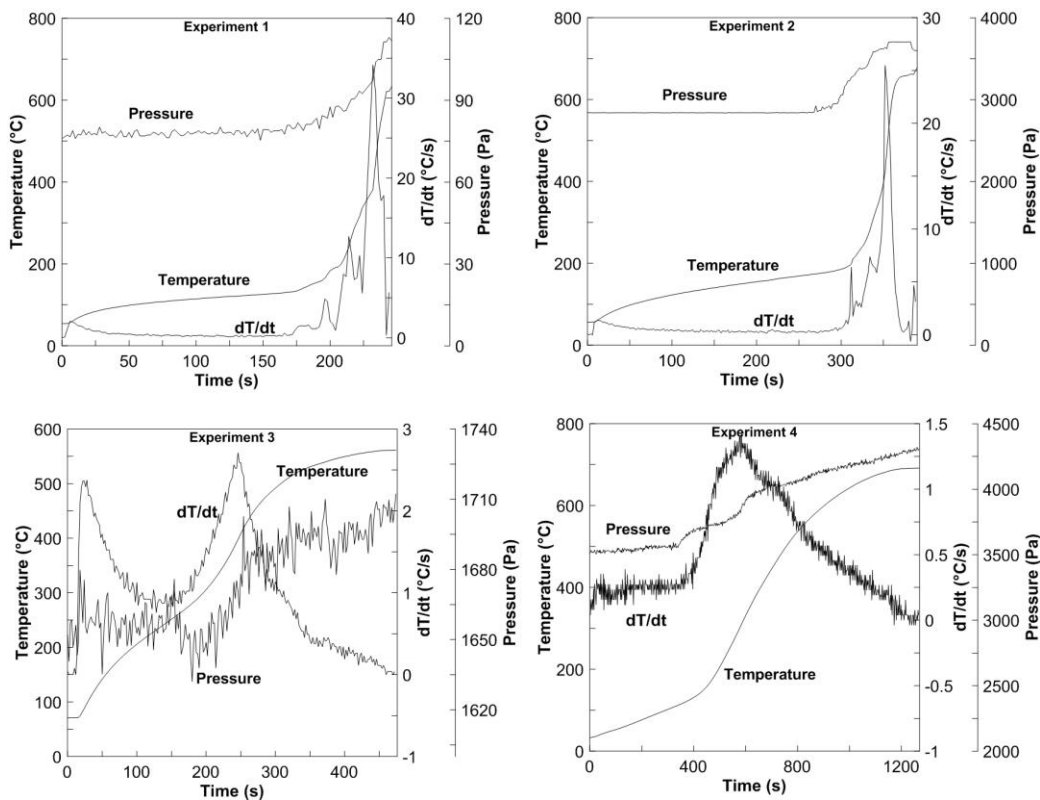 Experiment 1
Temperature (°C)
800
600
400
200
0
Pressure
Temperature
dT/dt
0 50 100 150 200
Time (s)
40
30
20
10
0
dT/dt (°C/s)
120
90
60
30
0
Pressure (Pa)
Experiment 2
Temperature (°C)
800
600
400
200
0
Pressure
Temperature
dT/dt
0 100 200 300
Time (s)
30
20
10
0
dT/dt (°C/s)
4000
3000
2000
1000
0
Pressure (Pa)
Experiment 3
Temperature (°C)
600
500
400
300
200
100
0
Temperature
dT/dt
Pressure
0 100 200 300 400
Time (s)
3
2
1
0
-1
dT/dt (°C/s)
1740
1710
1680
1650
1620
Pressure (Pa)
Experiment 4
Temperature (°C)
800
600
400
200
0
Pressure
dT/dt
Temperature
0 400 800 1200
Time (s)
1.5
1
0.5
0
-0.5
-1
dT/dt (°C/s)
4500
4000
3500
3000
2500
2000
Pressure (Pa)